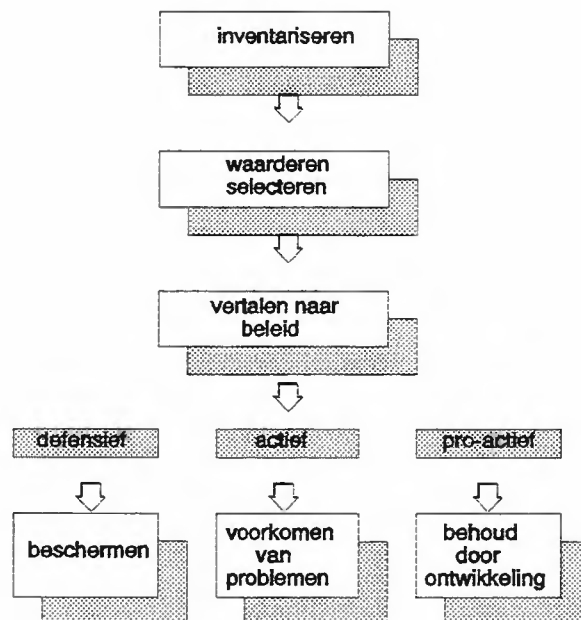 inventariseren
waarderen
selecteren
vertalen naar
beleid
defensief
actief
pro-actief
beschermen
voorkomen
van
problemen
behoud
door
ontwikkeling